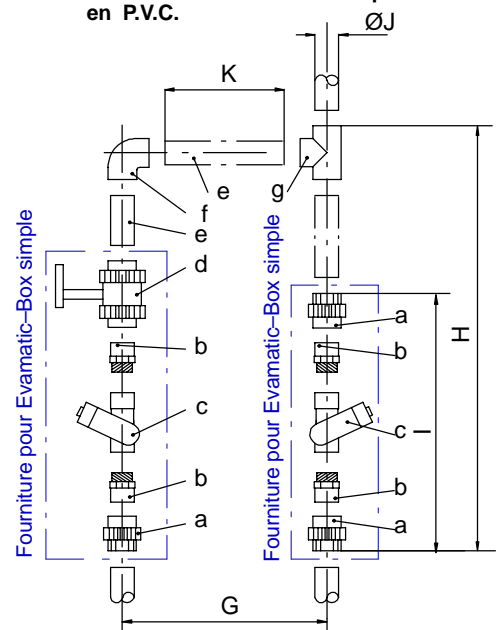 en P.V.C.
ØJ
K
e
f
g
e
d
a
b
b
c
c
b
b
a
a
H
I
G
Fourniture pour Evamatic–Box simple
Fourniture pour Evamatic–Box simple